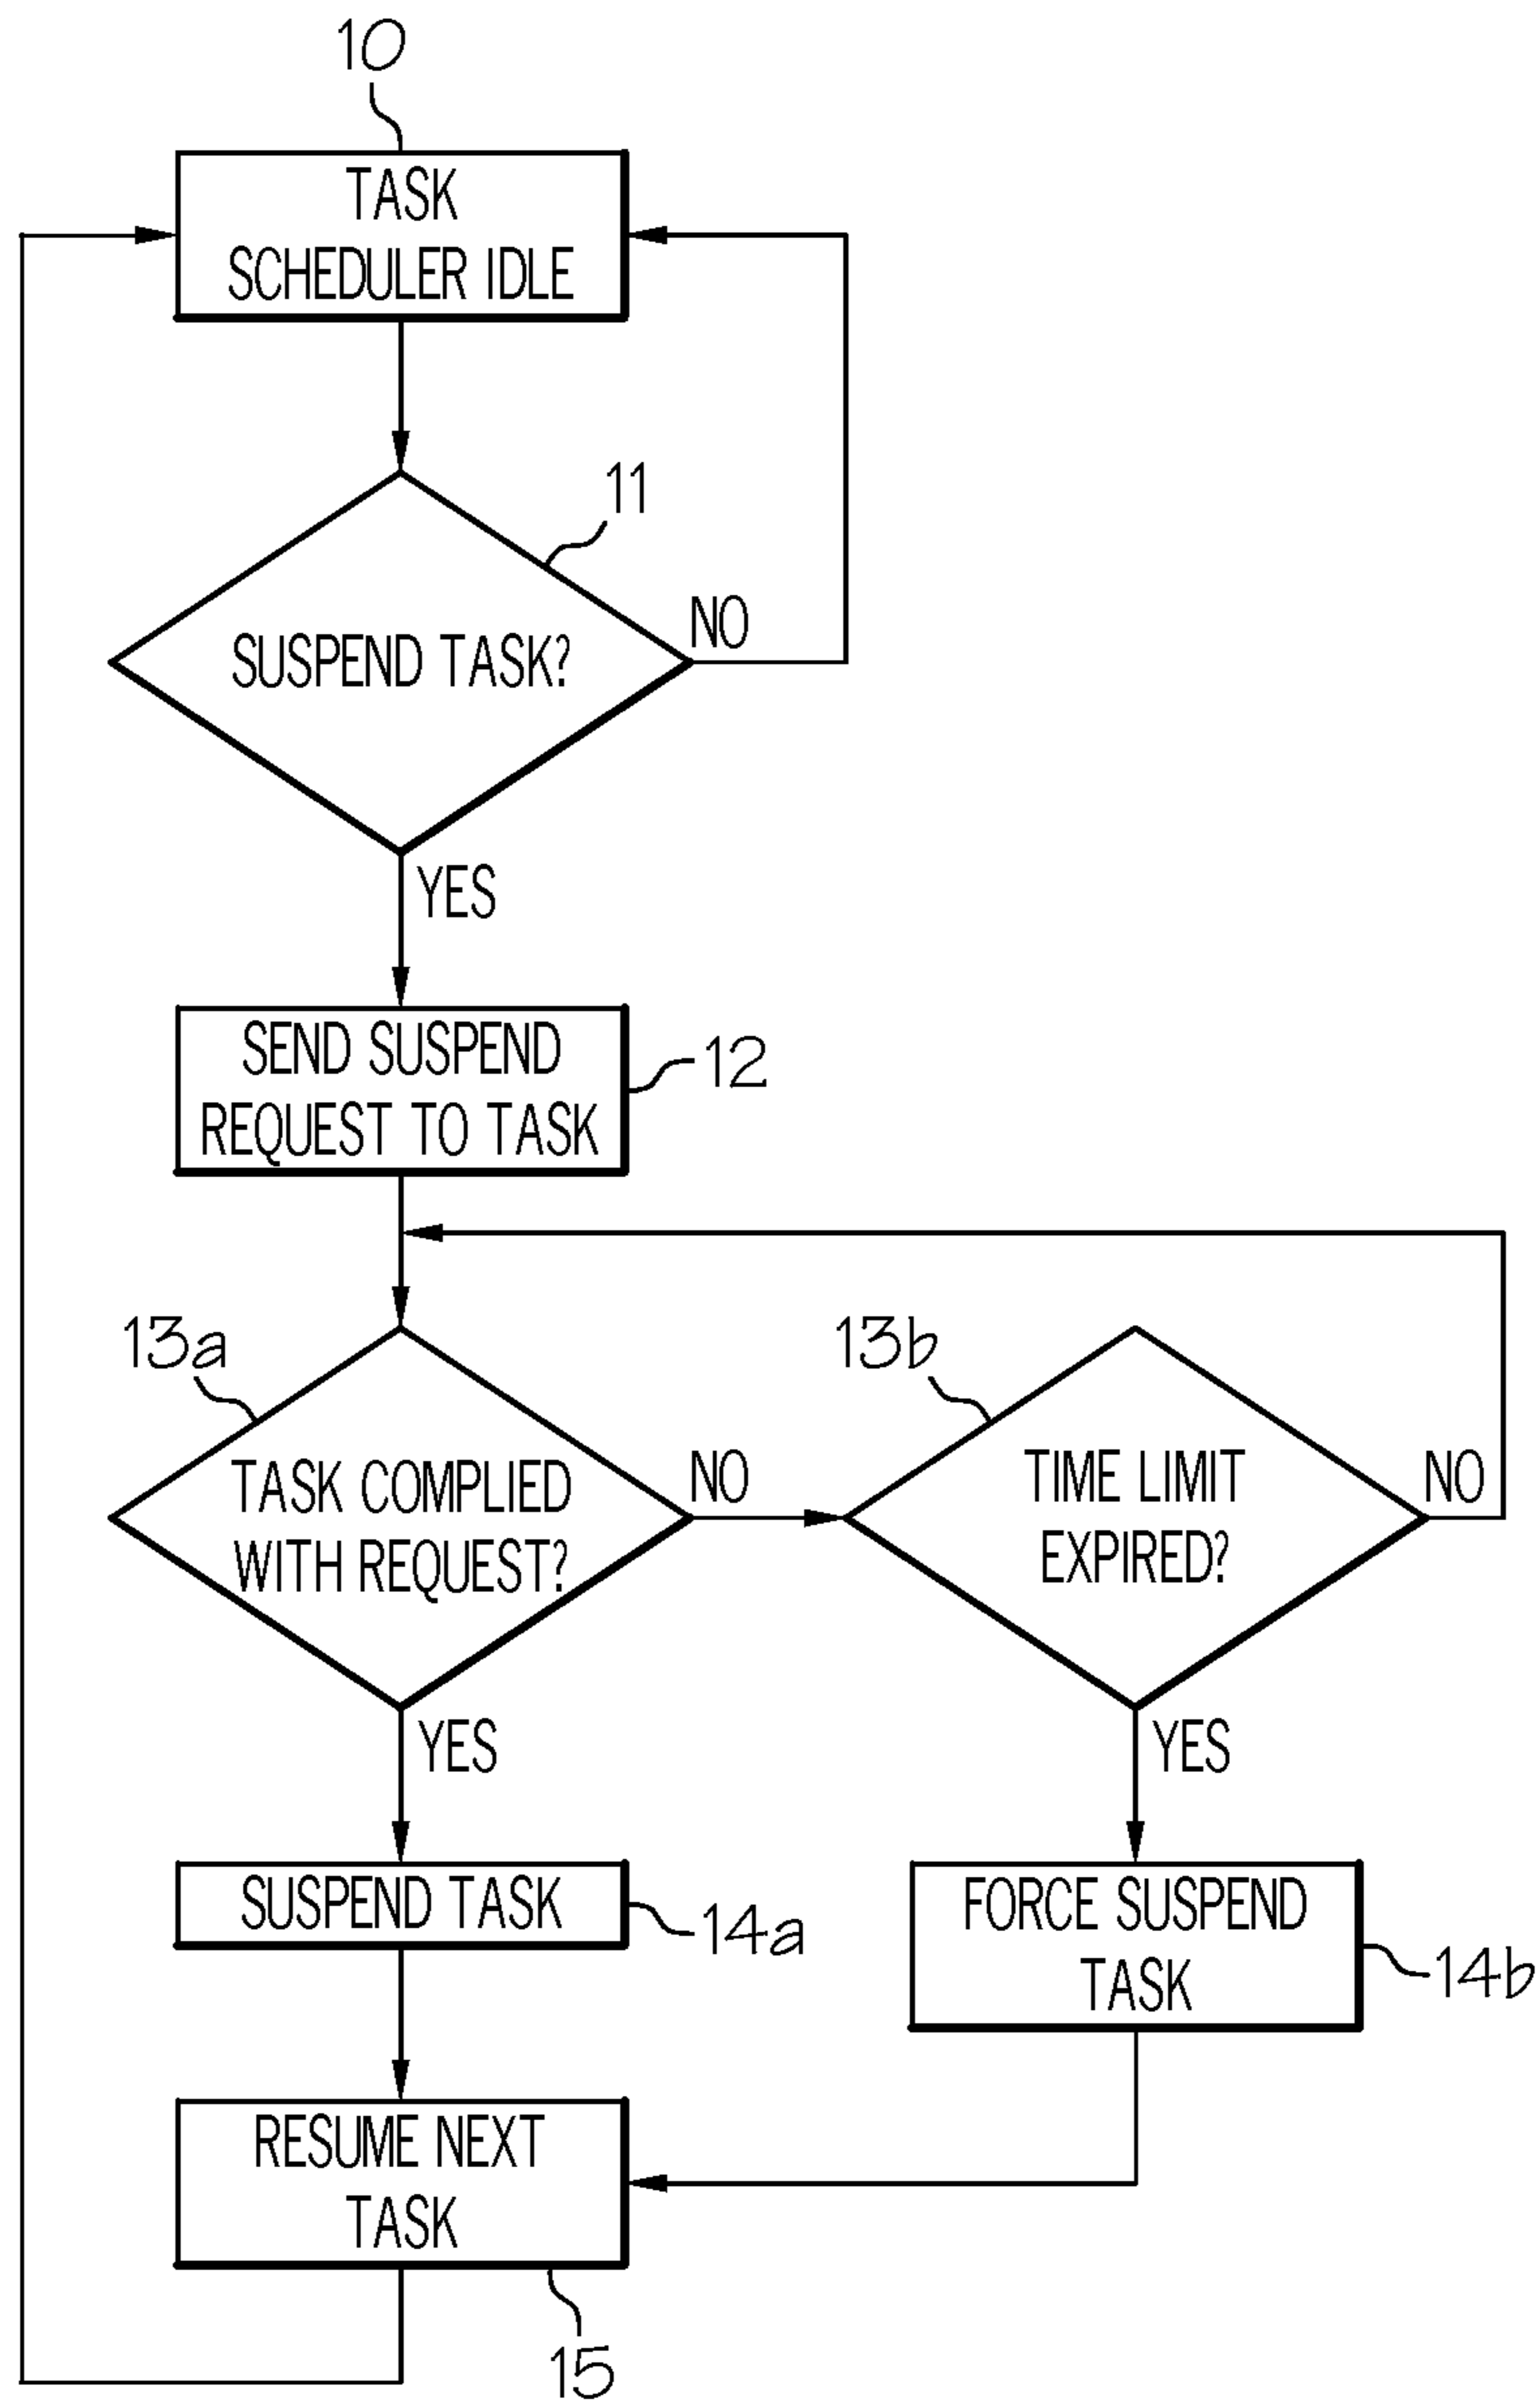 10
TASK
SCHEDULER IDLE
11
SUSPEND TASK?
NO
YES
SEND SUSPEND
REQUEST TO TASK
12
13a
TASK COMPLIED
WITH REQUEST?
NO
YES
13b
TIME LIMIT
EXPIRED?
NO
YES
SUSPEND TASK
14a
FORCE SUSPEND
TASK
14b
RESUME NEXT
TASK
15